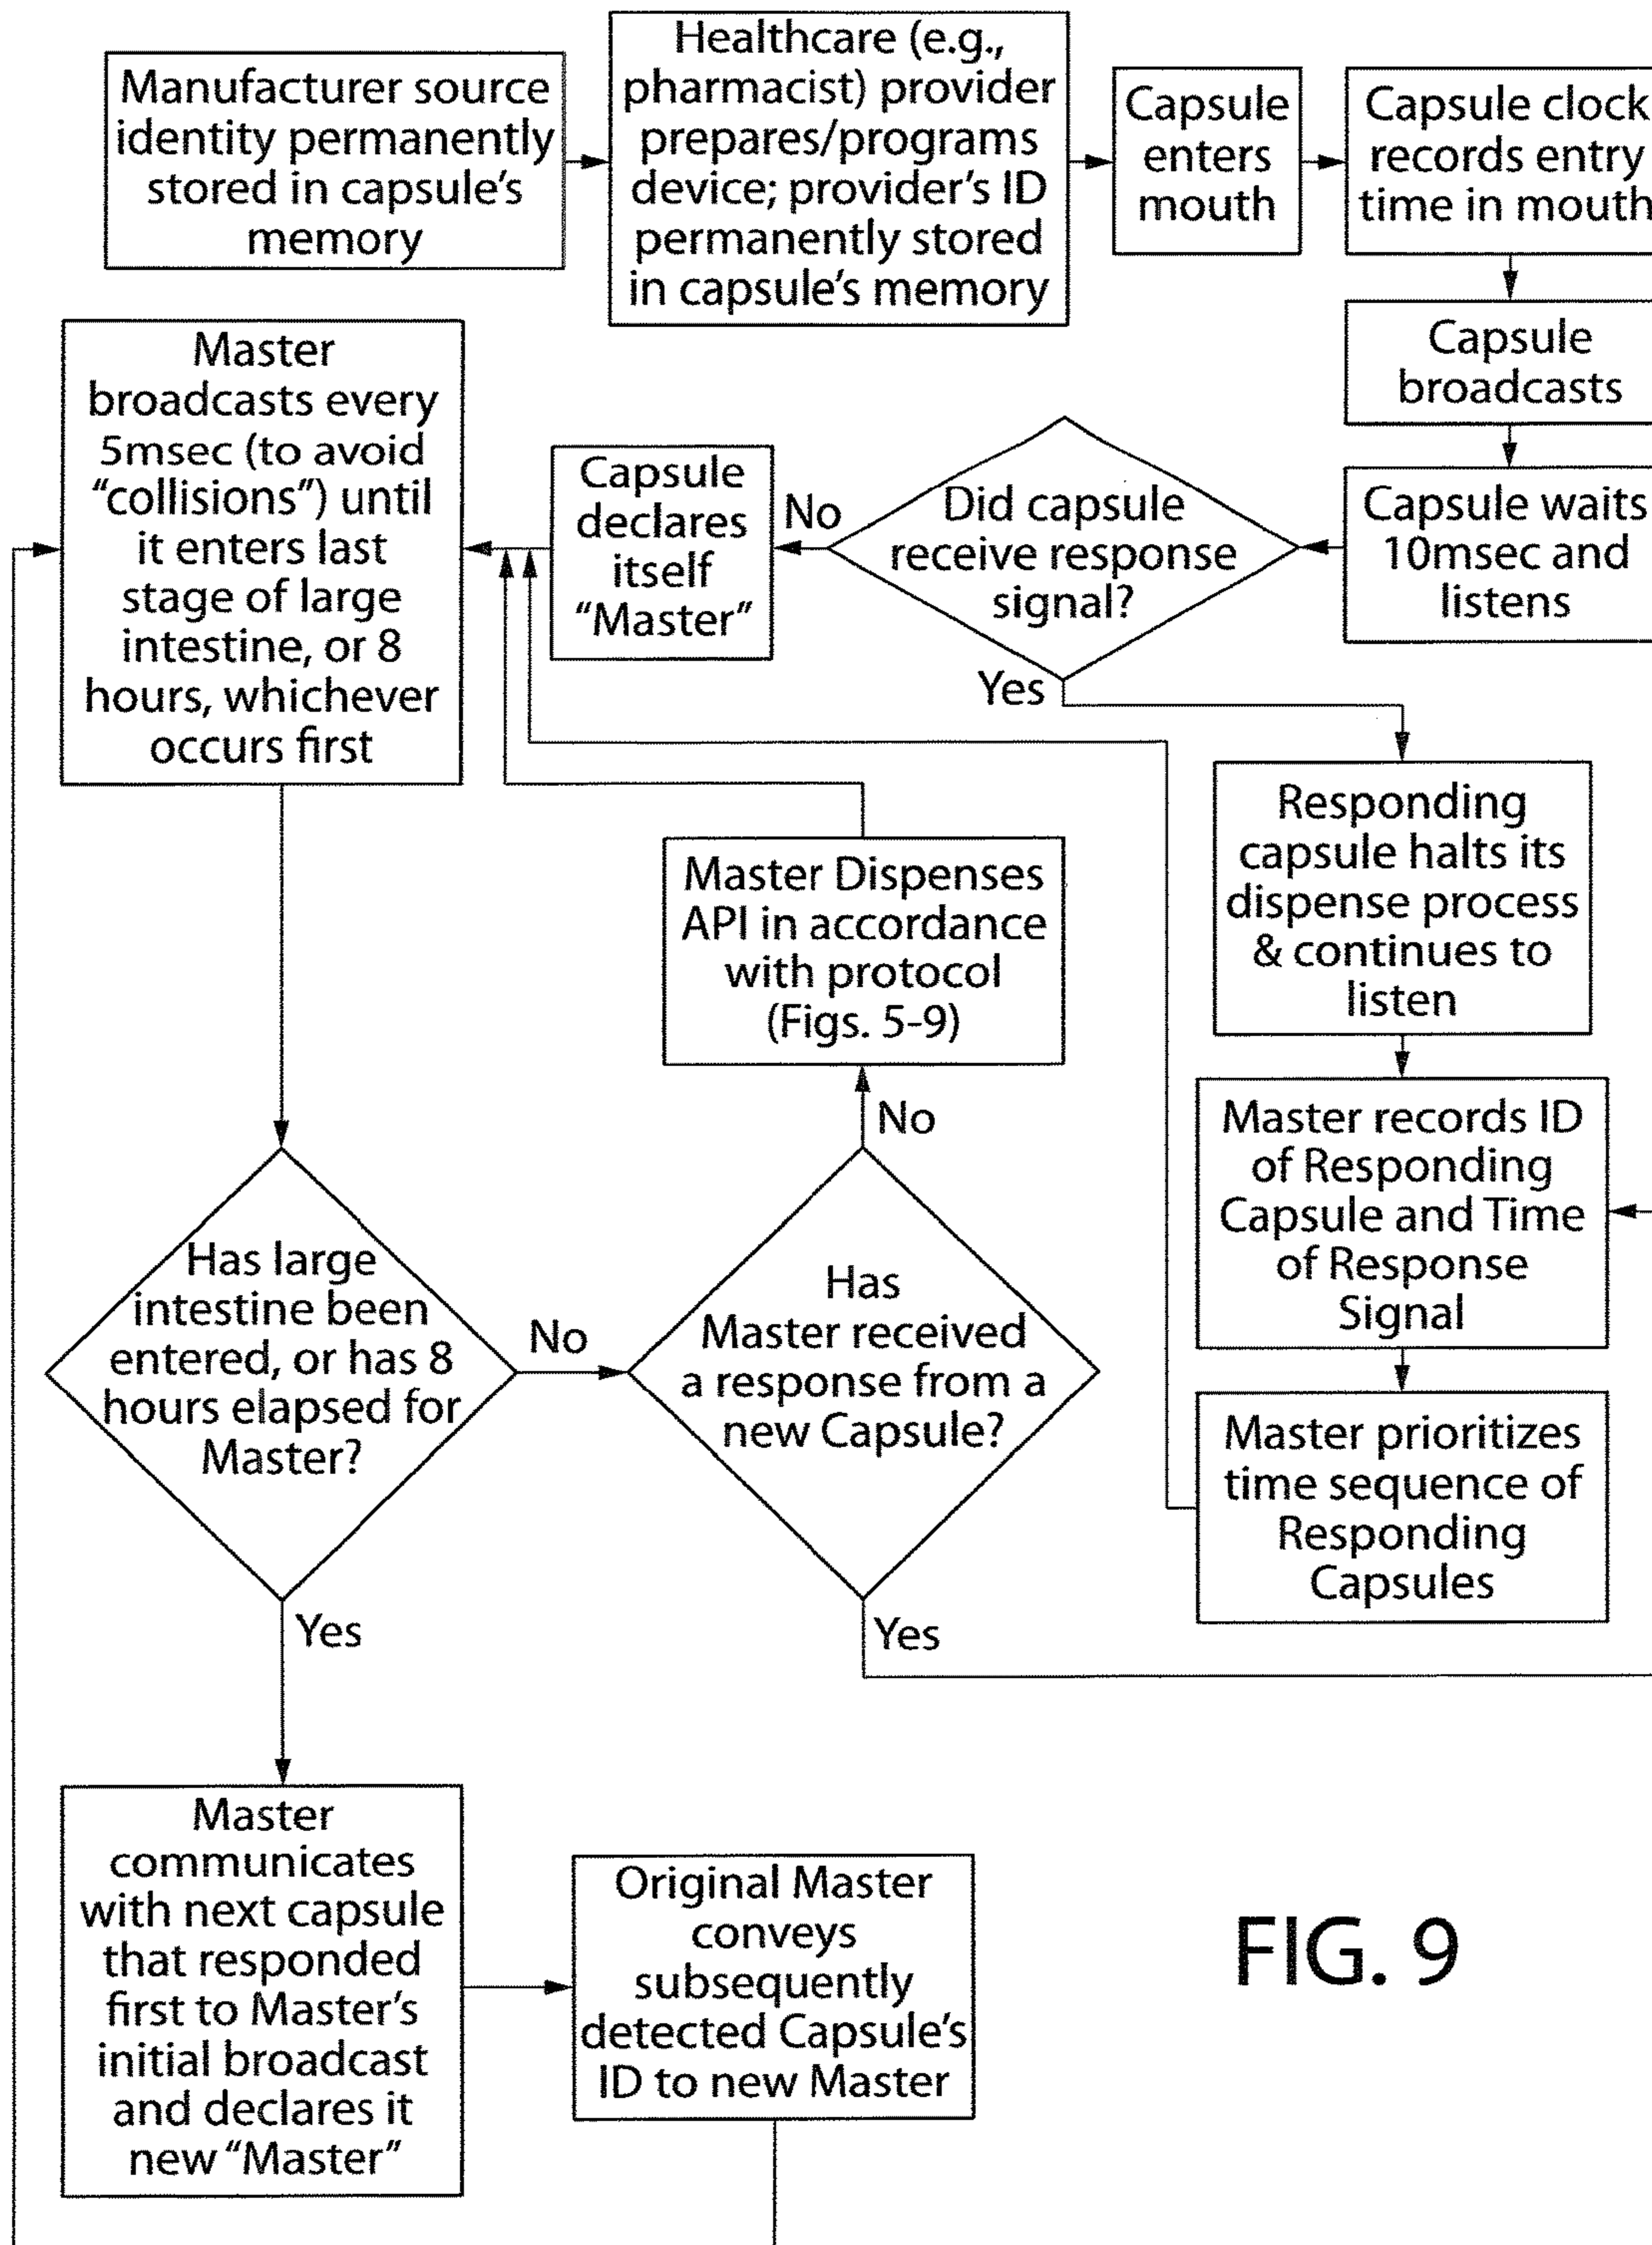 Manufacturer source
identity permanently
stored in capsule's
memory
Healthcare (e.g.,
pharmacist) provider
prepares/programs
device; provider's ID
permanently stored
in capsule's memory
Capsule
enters
mouth
Capsule clock
records entry
time in mouth
Capsule
broadcasts
Capsule waits
10msec and
listens
Did capsule
receive response
signal?
No
Yes
Capsule
declares
itself
“Master”
Master
broadcasts every
5msec (to avoid
“collisions”) until
it enters last
stage of large
intestine, or 8
hours, whichever
occurs first
Responding
capsule halts its
dispense process
& continues to
listen
Master records ID
of Responding
Capsule and Time
of Response
Signal
Master prioritizes
time sequence of
Responding
Capsules
Master Dispenses
API in accordance
with protocol
(Figs. 5-9)
No
Has large
intestine been
entered, or has 8
hours elapsed for
Master?
No
Has
Master received
a response from a
new Capsule?
Yes
Yes
Master
communicates
with next capsule
that responded
first to Master's
initial broadcast
and declares it
new “Master”
Original Master
conveys
subsequently
detected Capsule's
ID to new Master
FIG. 9